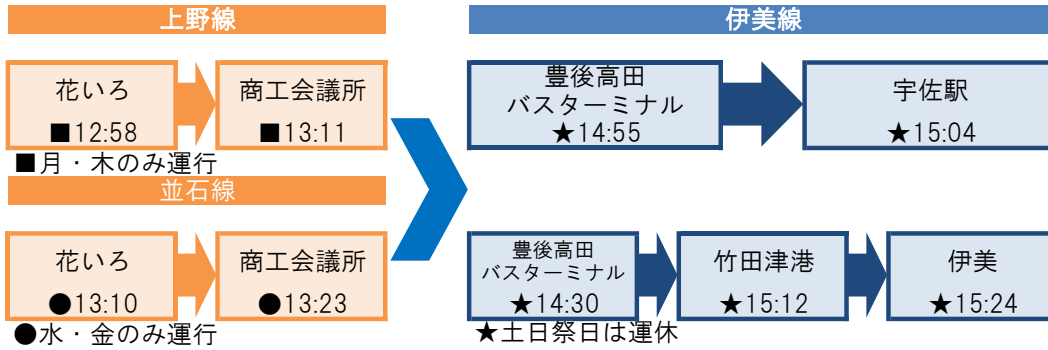 上野線
花いろ
■12:58
商工会議所
■13:11
■月・木のみ運行
並石線
花いろ
●13:10
商工会議所
●13:23
●水・金のみ運行
伊美線
豊後高田
バスターミナル
★14:55
宇佐駅
★15:04
豊後高田
バスターミナル
★14:30
竹田津港
★15:12
伊美
★15:24
★土日祭日は運休